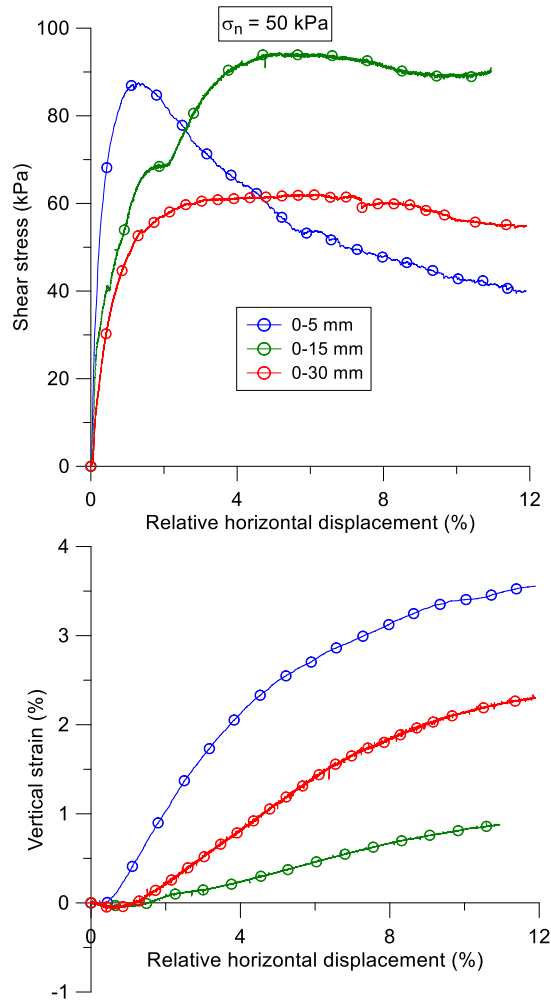 σn = 50 kPa
100
80
60
40
20
0
Shear stress (kPa)
0-5 mm
0-15 mm
0-30 mm
0 4 8 12
Relative horizontal displacement (%)
4
3
2
1
0
-1
Vertical strain (%)
0 4 8 12
Relative horizontal displacement (%)